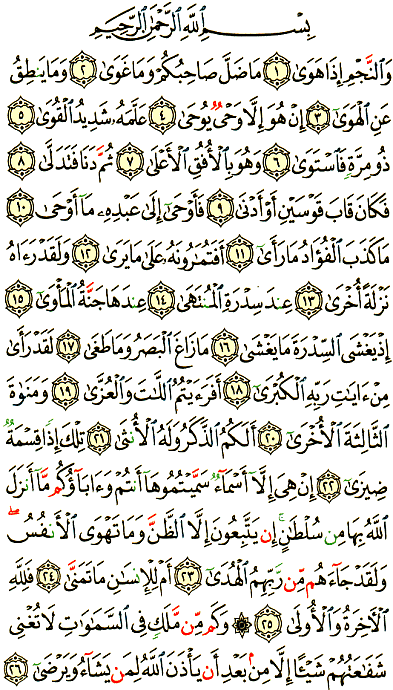 بِسْمِ ٱللَّهِ ٱلرَّحْمَٰنِ ٱلرَّحِيمِ
وَٱلنَّجْمِ إِذَا هَوَىٰ ١ مَا ضَلَّ صَاحِبُكُمْ وَمَا غَوَىٰ ٢ وَمَا يَنطِقُ
عَنِ ٱلْهَوَىٰٓ ٣ إِنْ هُوَ إِلَّا وَحْىٌ يُوحَىٰ ٤ عَلَّمَهُۥ شَدِيدُ ٱلْقُوَىٰ ٥
ذُو مِرَّةٍ فَٱسْتَوَىٰ ٦ وَهُوَ بِٱلْأُفُقِ ٱلْأَعْلَىٰ ٧ ثُمَّ دَنَا فَتَدَلَّىٰ ٨
فَكَانَ قَابَ قَوْسَيْنِ أَوْ أَدْنَىٰ ٩ فَأَوْحَىٰٓ إِلَىٰ عَبْدِهِۦ مَآ أَوْحَىٰ ١٠
مَا كَذَبَ ٱلْفُؤَادُ مَا رَأَىٰٓ ١١ أَفَتُمَٰرُونَهُۥ عَلَىٰ مَا يَرَىٰ ١٢ وَلَقَدْ رَءَاهُ
نَزْلَةً أُخْرَىٰ ١٣ عِندَ سِدْرَةِ ٱلْمُنتَهَىٰ ١٤ عِندَهَا جَنَّةُ ٱلْمَأْوَىٰٓ ١٥
إِذْ يَغْشَى ٱلسِّدْرَةَ مَا يَغْشَىٰ ١٦ مَا زَاغَ ٱلْبَصَرُ وَمَا طَغَىٰ ١٧ لَقَدْ رَأَىٰ
مِنْ ءَايَٰتِ رَبِّهِ ٱلْكُبْرَىٰٓ ١٨ أَفَرَءَيْتُمُ ٱللَّٰتَ وَٱلْعُزَّىٰ ١٩ وَمَنَوٰةَ
ٱلثَّالِثَةَ ٱلْأُخْرَىٰٓ ٢٠ أَلَكُمُ ٱلذَّكَرُ وَلَهُ ٱلْأُنثَىٰ ٢١ تِلْكَ إِذًا قِسْمَةٌ
ضِيزَىٰٓ ٢٢ إِنْ هِىَ إِلَّآ أَسْمَآءٌ سَمَّيْتُمُوهَآ أَنتُمْ وَءَابَآؤُكُم مَّآ أَنزَلَ
ٱللَّهُ بِهَا مِن سُلْطَٰنٍ ۚ إِن يَتَّبِعُونَ إِلَّا ٱلظَّنَّ وَمَا تَهْوَى ٱلْأَنفُسُ ۖ
وَلَقَدْ جَآءَهُم مِّن رَّبِّهِمُ ٱلْهُدَىٰٓ ٢٣ أَمْ لِلْإِنسَٰنِ مَا تَمَنَّىٰ ٢٤ فَلِلَّهِ
ٱلْءَاخِرَةُ وَٱلْأُولَىٰ ٢٥ ۞ وَكَم مِّن مَّلَكٍ فِى ٱلسَّمَٰوَٰتِ لَا تُغْنِى
شَفَٰعَتُهُمْ شَيْـًٔا إِلَّا مِنۢ بَعْدِ أَن يَأْذَنَ ٱللَّهُ لِمَن يَشَآءُ وَيَرْضَىٰٓ ٢٦